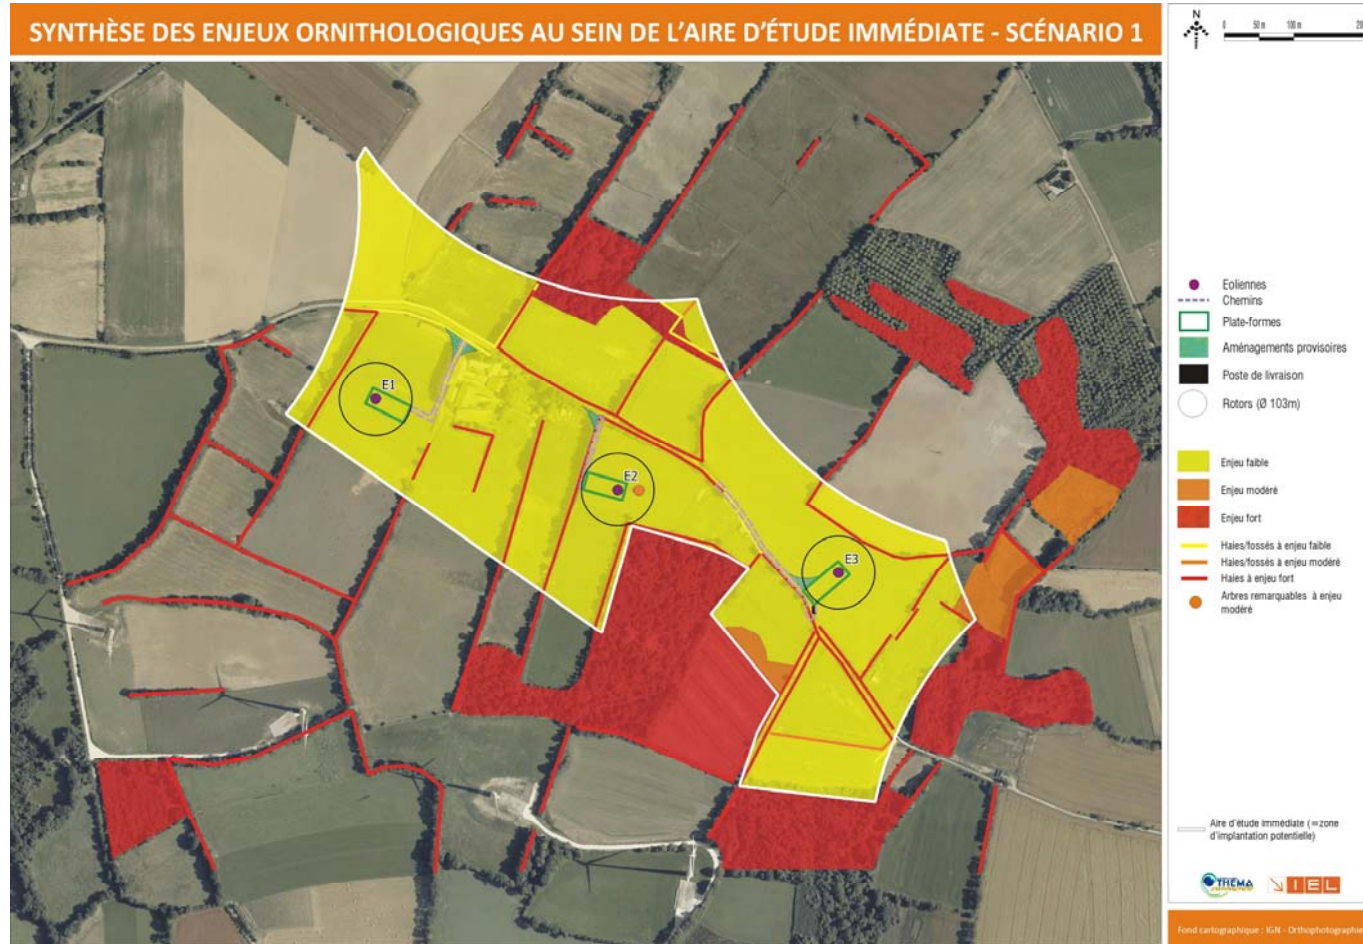 SYNTHÈSE DES ENJEUX ORNITHOLOGIQUES AU SEIN DE L'AIRE D'ÉTUDE IMMÉDIATE - SCÉNARIO 1
N
0 50 m 100 m
Eoliennes
Chemins
Plate-formes
Aménagements provisoires
Poste de livraison
Rotors (Ø 103m)
Enjeu faible
Enjeu modéré
Enjeu fort
Haies/fossés à enjeu faible
Haies/fossés à enjeu modéré
Haies à enjeu fort
Arbres remarquables à enjeu
modéré
E1
E2
E3
Aire d'étude immédiate (=zone
d'implantation potentielle)
THEMA
IEL
Fond cartographique : IGN - Orthophotographie